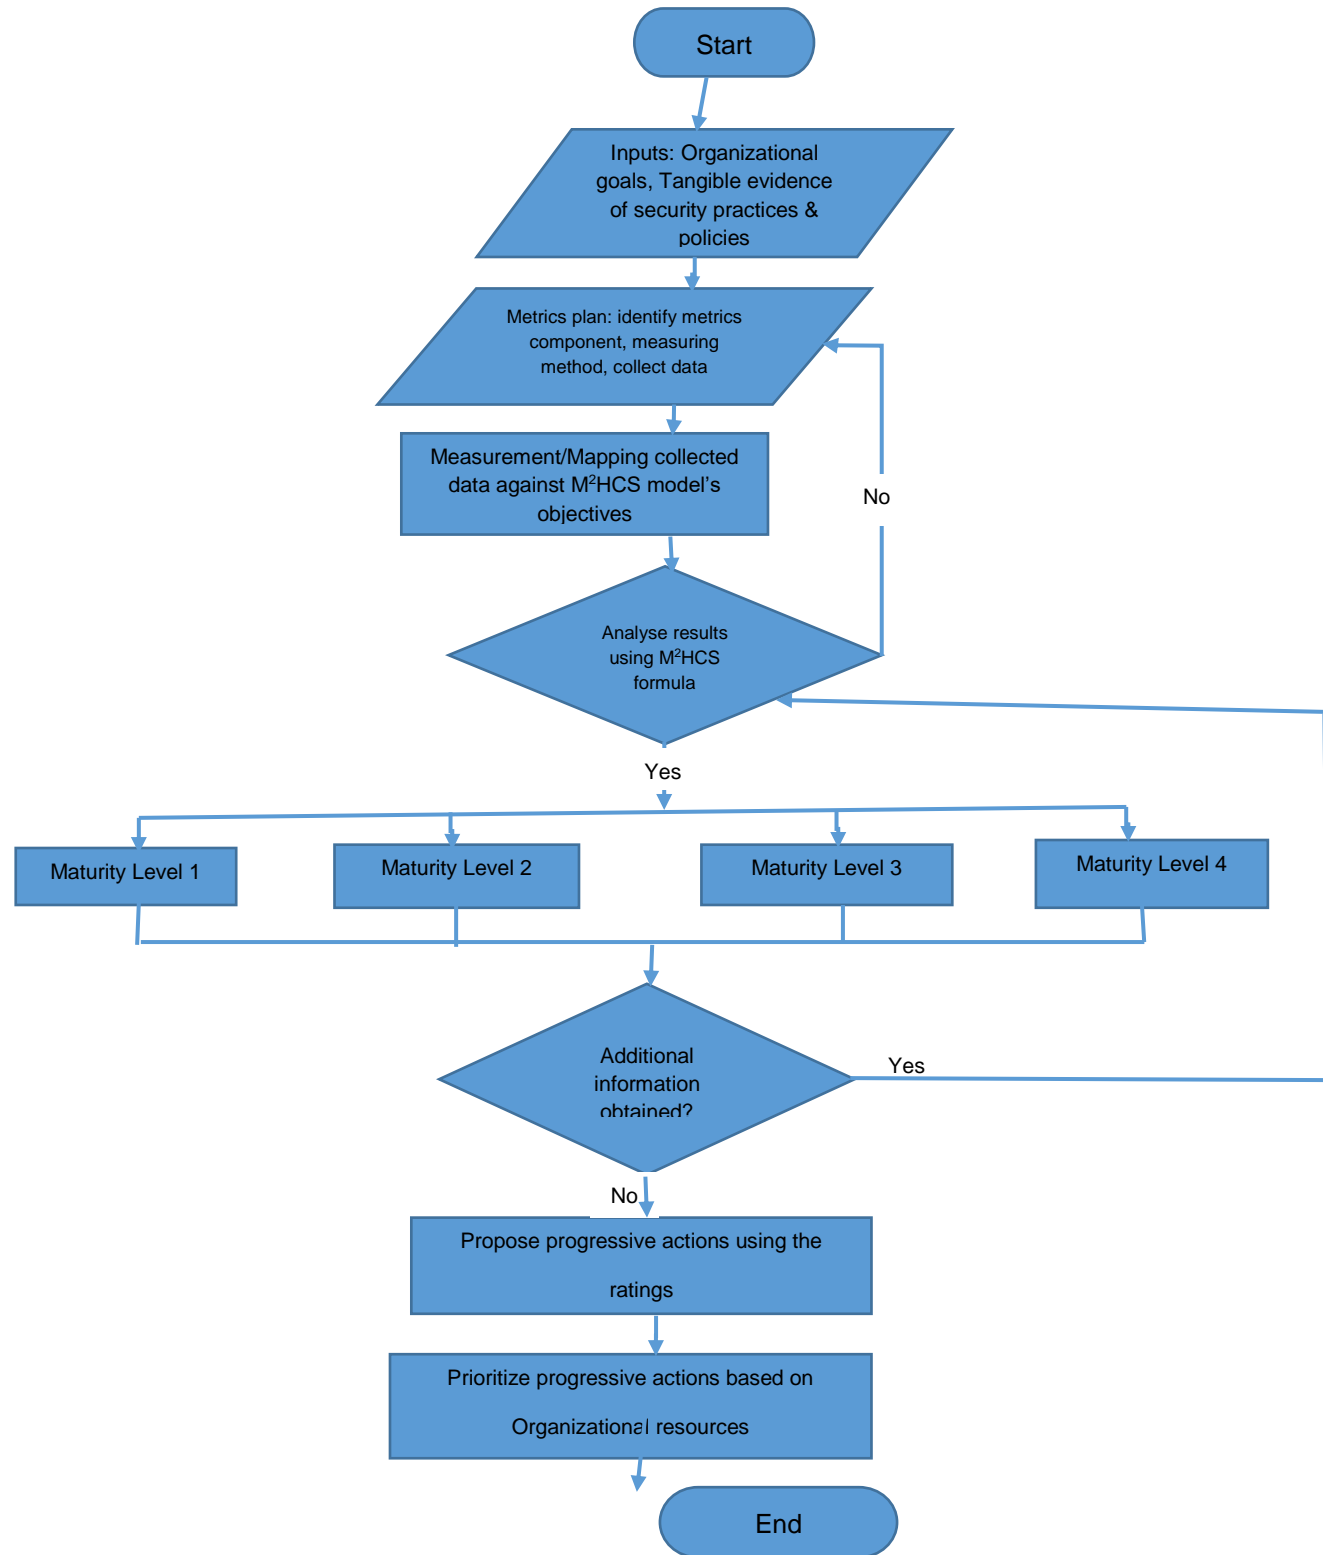 Start
Inputs: Organizational
goals, Tangible evidence
of security practices &
policies
Metrics plan: identify metrics
component, measuring
method, collect data
Measurement/Mapping collected
data against M²HCS model’s
objectives
No
Analyse results
using M²HCS
formula
Yes
Maturity Level 1
Maturity Level 2
Maturity Level 3
Maturity Level 4
Additional
information
obtained?
Yes
No
Propose progressive actions using the
ratings
Prioritize progressive actions based on
Organizational resources
End